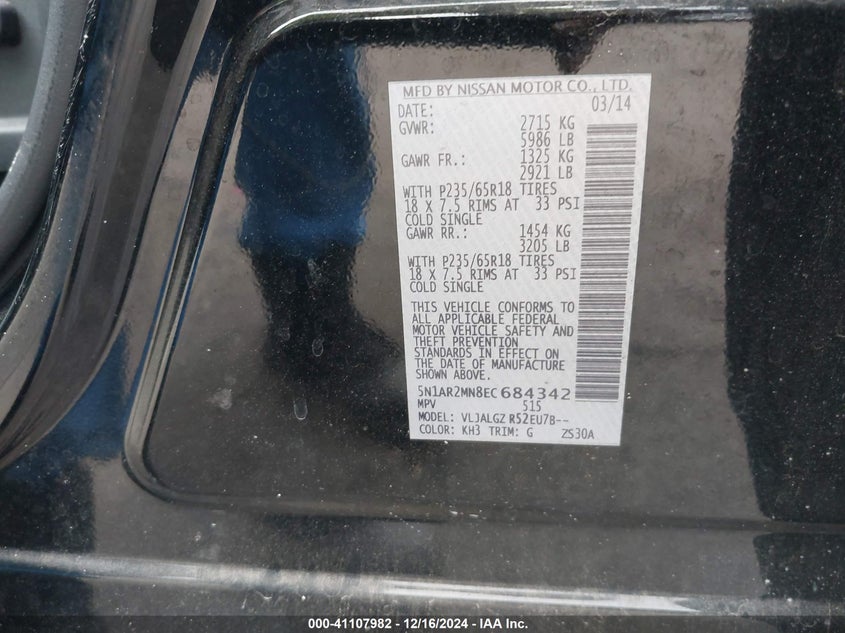 MFD BY NISSAN MOTOR CO., LTD.
DATE: 03/14
GVWR: 2715 KG
5986 LB
GAWR FR.: 1325 KG
2921 LB
WITH P235/65R18 TIRES
18 X 7.5 RIMS AT 33 PSI
COLD SINGLE
GAWR RR.: 1454 KG
3205 LB
WITH P235/65R18 TIRES
18 X 7.5 RIMS AT 33 PSI
COLD SINGLE
THIS VEHICLE CONFORMS TO
ALL APPLICABLE FEDERAL
MOTOR VEHICLE SAFETY AND
THEFT PREVENTION
STANDARDS IN EFFECT ON
THE DATE OF MANUFACTURE
SHOWN ABOVE.
5N1AR2MN8EC684342
MPV 515
MODEL: VLJALGZ R52EU7B--
COLOR: KH3 TRIM: G ZS30A
000-41107982 - 12/16/2024 - IAA Inc.